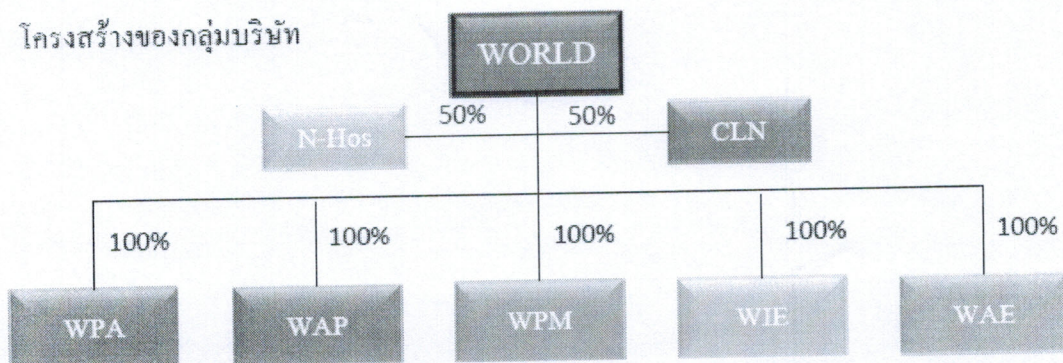 โครงสร้างของกลุ่มบริษัท
WORLD
50% 50%
N-Hos CLN
100% 100% 100% 100% 100%
WPA WAP WPM WIE WAE